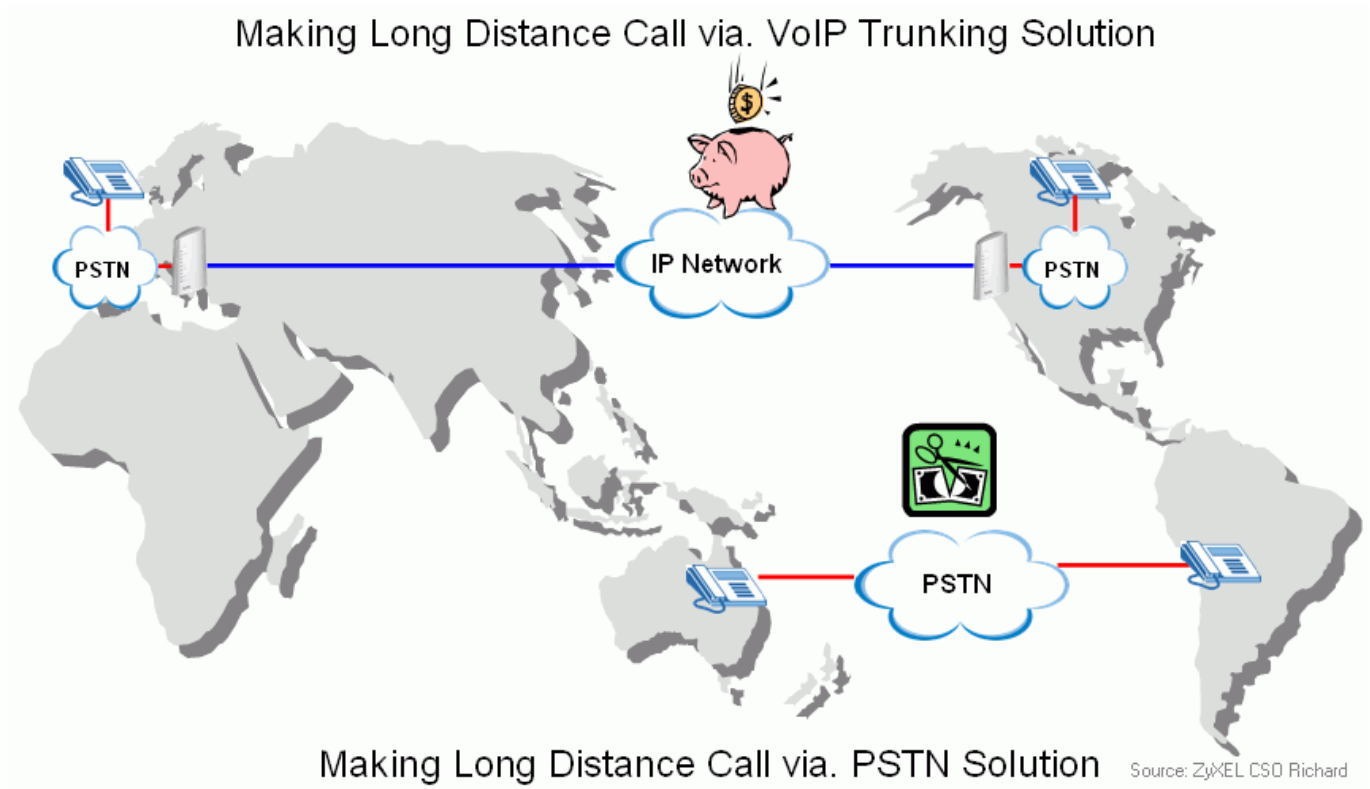 Making Long Distance Call via. VoIP Trunking Solution
$
PSTN
IP Network
PSTN
PSTN
Making Long Distance Call via. PSTN Solution
Source: ZyXEL CSO Richard